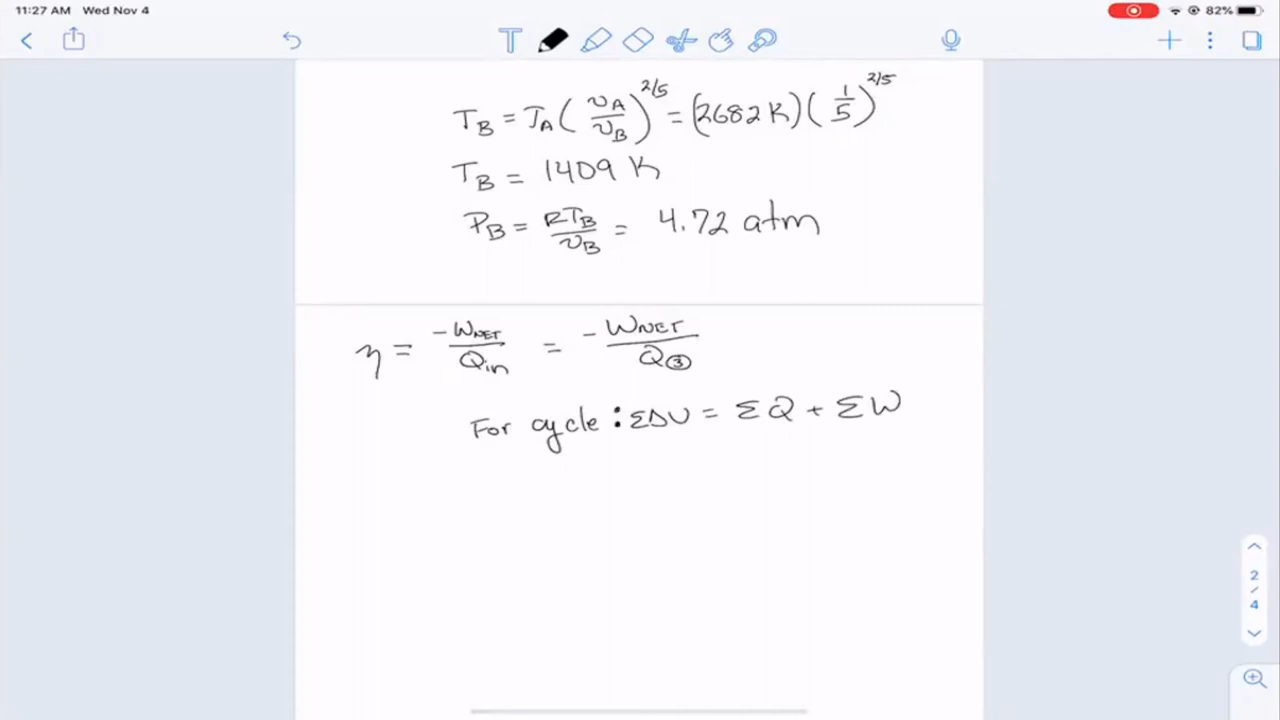 11:27 AM Wed Nov 4 82%
T
T_B = T_A (v_A/v_B)^2/5 = (2682 K)(1/5)^2/5
T_B = 1409 K
P_B = RT_B/v_B = 4.72 atm
η = -W_NET/Q_in = -W_NET/Q_③
For cycle : ΣΔU = ΣQ + ΣW
2
/
4